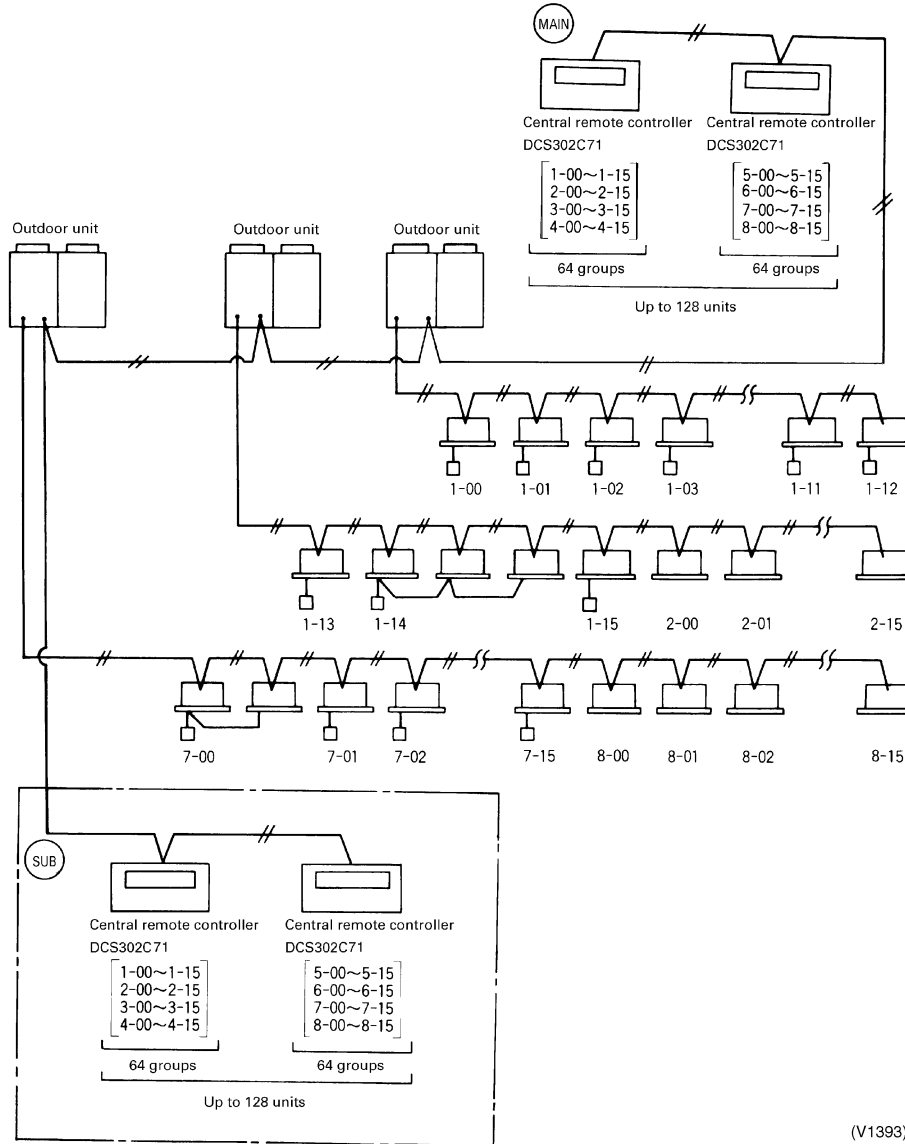 MAIN
Central remote controller
DCS302C71
1-00~1-15
2-00~2-15
3-00~3-15
4-00~4-15
64 groups
Central remote controller
DCS302C71
5-00~5-15
6-00~6-15
7-00~7-15
8-00~8-15
64 groups
Up to 128 units
Outdoor unit
Outdoor unit
Outdoor unit
1-00 1-01 1-02 1-03 1-11 1-12
1-13 1-14 1-15 2-00 2-01 2-15
7-00 7-01 7-02 7-15 8-00 8-01 8-02 8-15
SUB
Central remote controller
DCS302C71
1-00~1-15
2-00~2-15
3-00~3-15
4-00~4-15
64 groups
Central remote controller
DCS302C71
5-00~5-15
6-00~6-15
7-00~7-15
8-00~8-15
64 groups
Up to 128 units
(V1393)